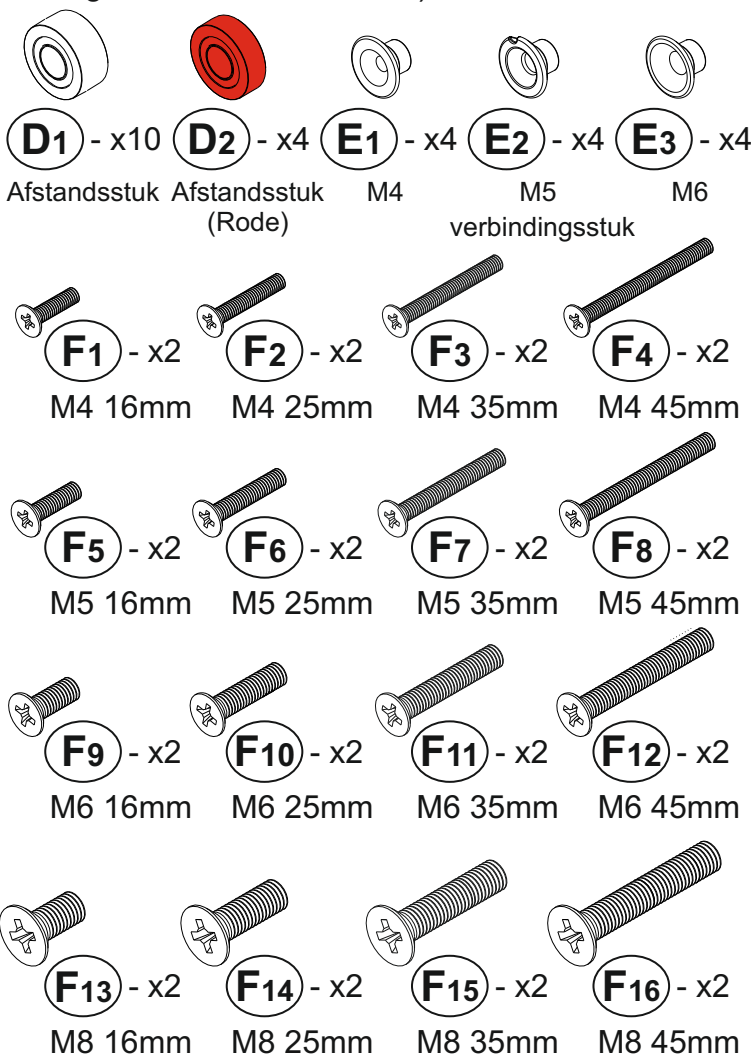 D1 - x10 D2 - x4 E1 - x4 E2 - x4 E3 - x4
Afstandsstuk Afstandsstuk M4 M5 M6
(Rode) verbindingsstuk
F1 - x2 F2 - x2 F3 - x2 F4 - x2
M4 16mm M4 25mm M4 35mm M4 45mm
F5 - x2 F6 - x2 F7 - x2 F8 - x2
M5 16mm M5 25mm M5 35mm M5 45mm
F9 - x2 F10 - x2 F11 - x2 F12 - x2
M6 16mm M6 25mm M6 35mm M6 45mm
F13 - x2 F14 - x2 F15 - x2 F16 - x2
M8 16mm M8 25mm M8 35mm M8 45mm